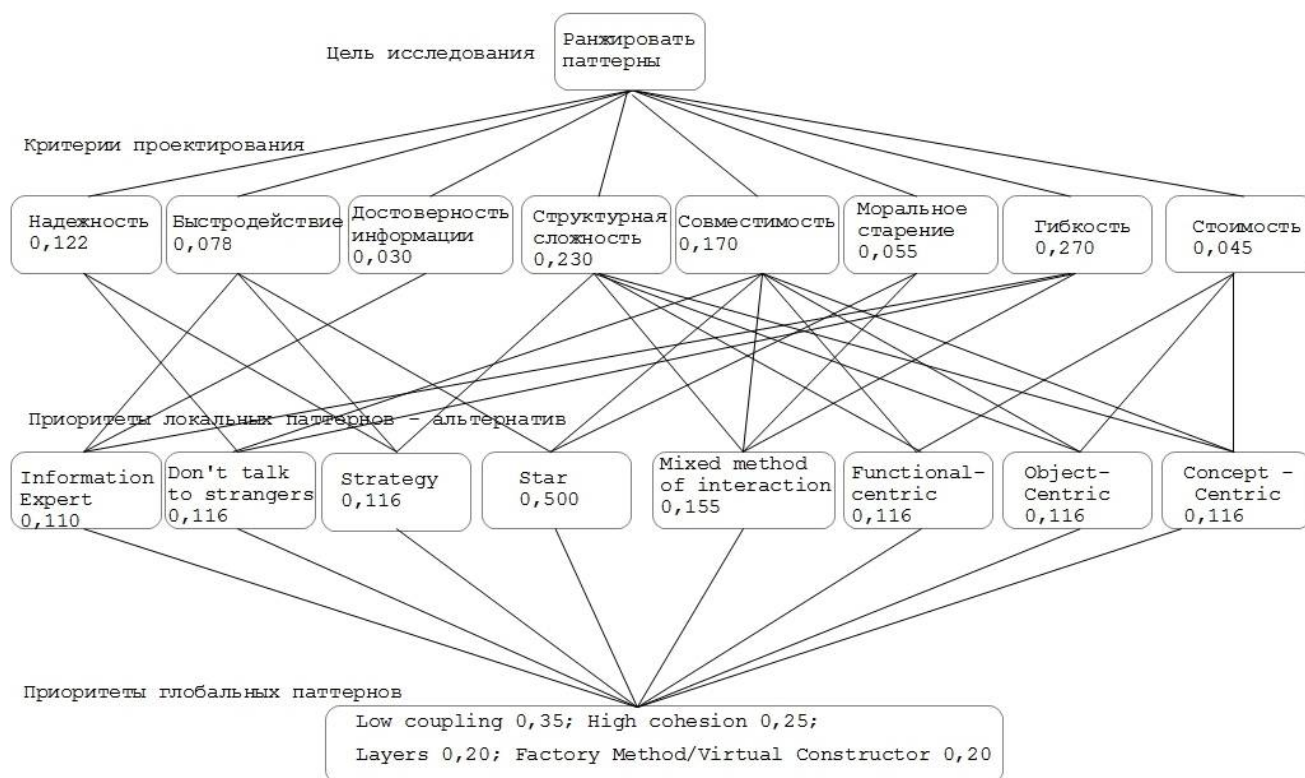 Цель исследования
Ранжировать
паттерны
Критерии проектирования
Надежность
0,122
Быстродействие
0,078
Достоверность
информации
0,030
Структурная
сложность
0,230
Совместимость
0,170
Моральное
старение
0,055
Гибкость
0,270
Стоимость
0,045
Приоритеты локальных паттернов – альтернатив
Information
Expert
0,110
Don't talk
to strangers
0,116
Strategy
0,116
Star
0,500
Mixed method
of interaction
0,155
Functional–
centric
0,116
Object–
Centric
0,116
Concept –
Centric
0,116
Приоритеты глобальных паттернов
Low coupling 0,35; High cohesion 0,25;
Layers 0,20; Factory Method/Virtual Constructor 0,20